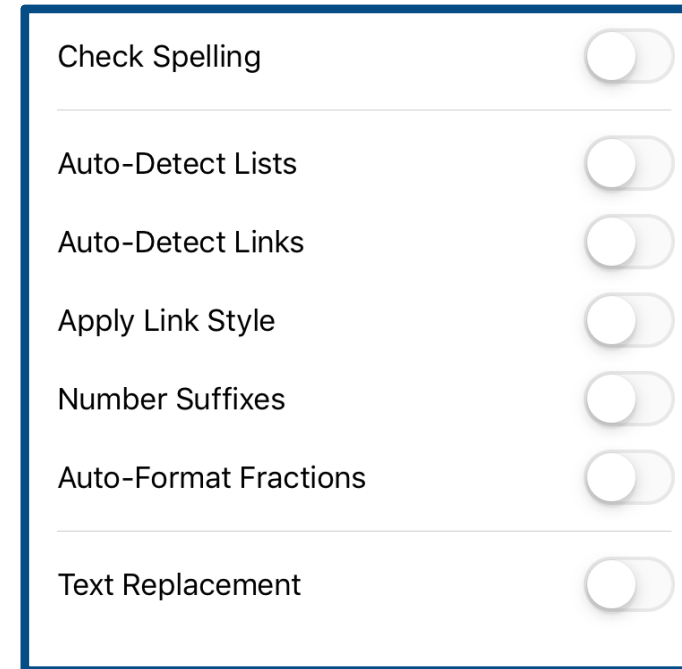 Check Spelling
Auto-Detect Lists
Auto-Detect Links
Apply Link Style
Number Suffixes
Auto-Format Fractions
Text Replacement